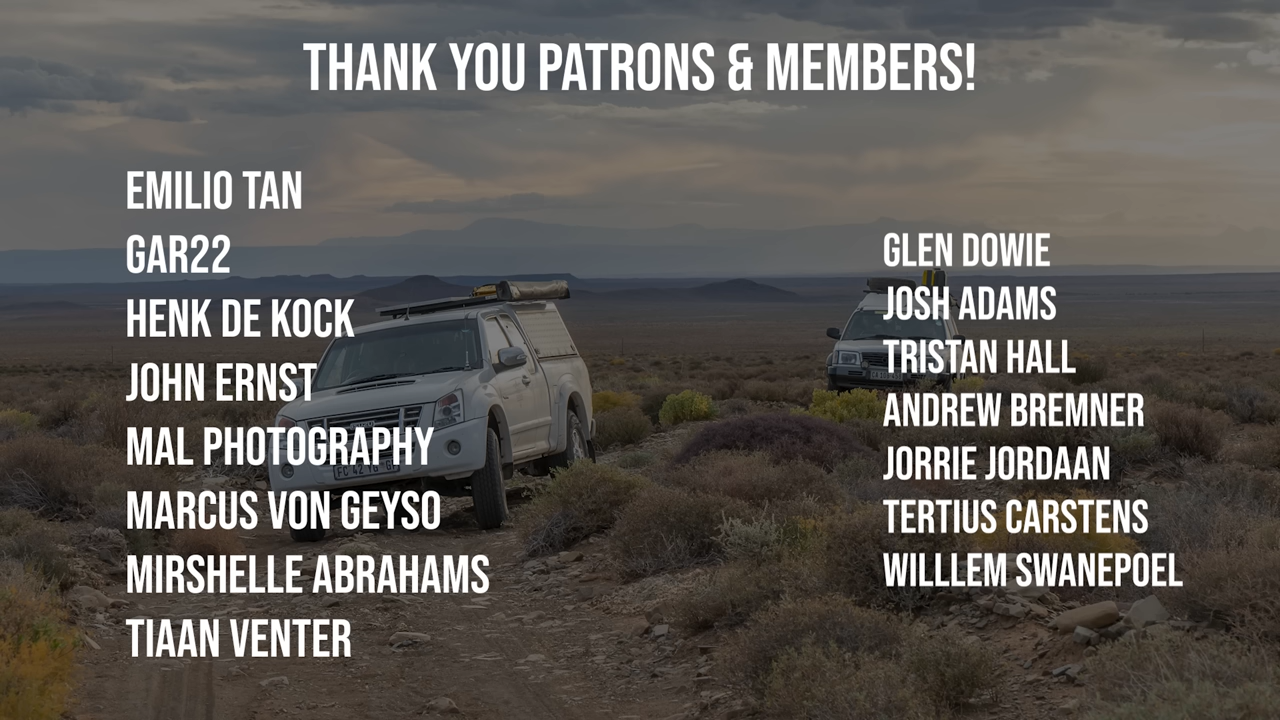 THANK YOU PATRONS & MEMBERS!
EMILIO TAN
GAR22
HENK DE KOCK
JOHN ERNST
MAL PHOTOGRAPHY
MARCUS VON GEYSO
MIRSHELLE ABRAHAMS
TIAAN VENTER
GLEN DOWIE
JOSH ADAMS
TRISTAN HALL
ANDREW BREMNER
JORRIE JORDAAN
TERTIUS CARSTENS
WILLLEM SWANEPOEL